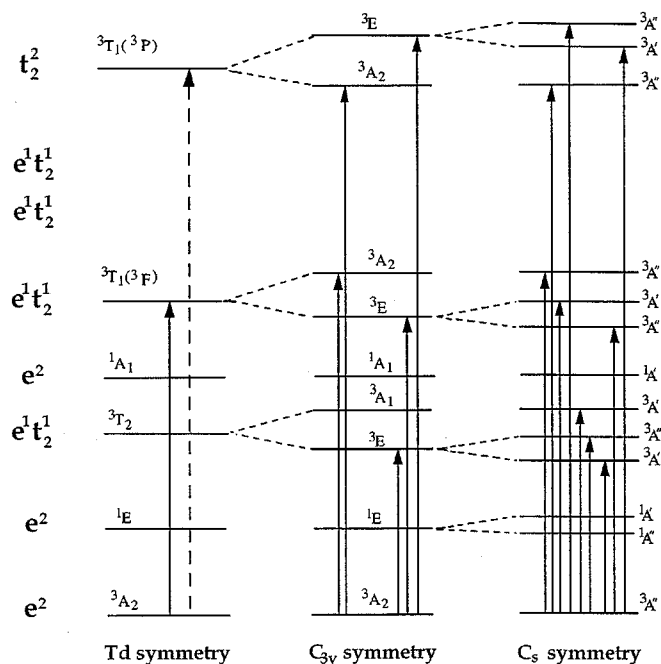 t₂² ³T₁(³P) ³E ³A₂ ³A″ ³A′ ³A″
e¹t₂¹
e¹t₂¹
e¹t₂¹ ³T₁(³F) ³A₂ ³E ³A″ ³A′ ³A″
e² ¹A₁ ¹A₁ ¹A′
e¹t₂¹ ³T₂ ³A₁ ³E ³A′ ³A″ ³A′
e² ¹E ¹E ¹A′ ¹A″
e² ³A₂ ³A₂ ³A″
Td symmetry C₃ᵥ symmetry Cₛ symmetry